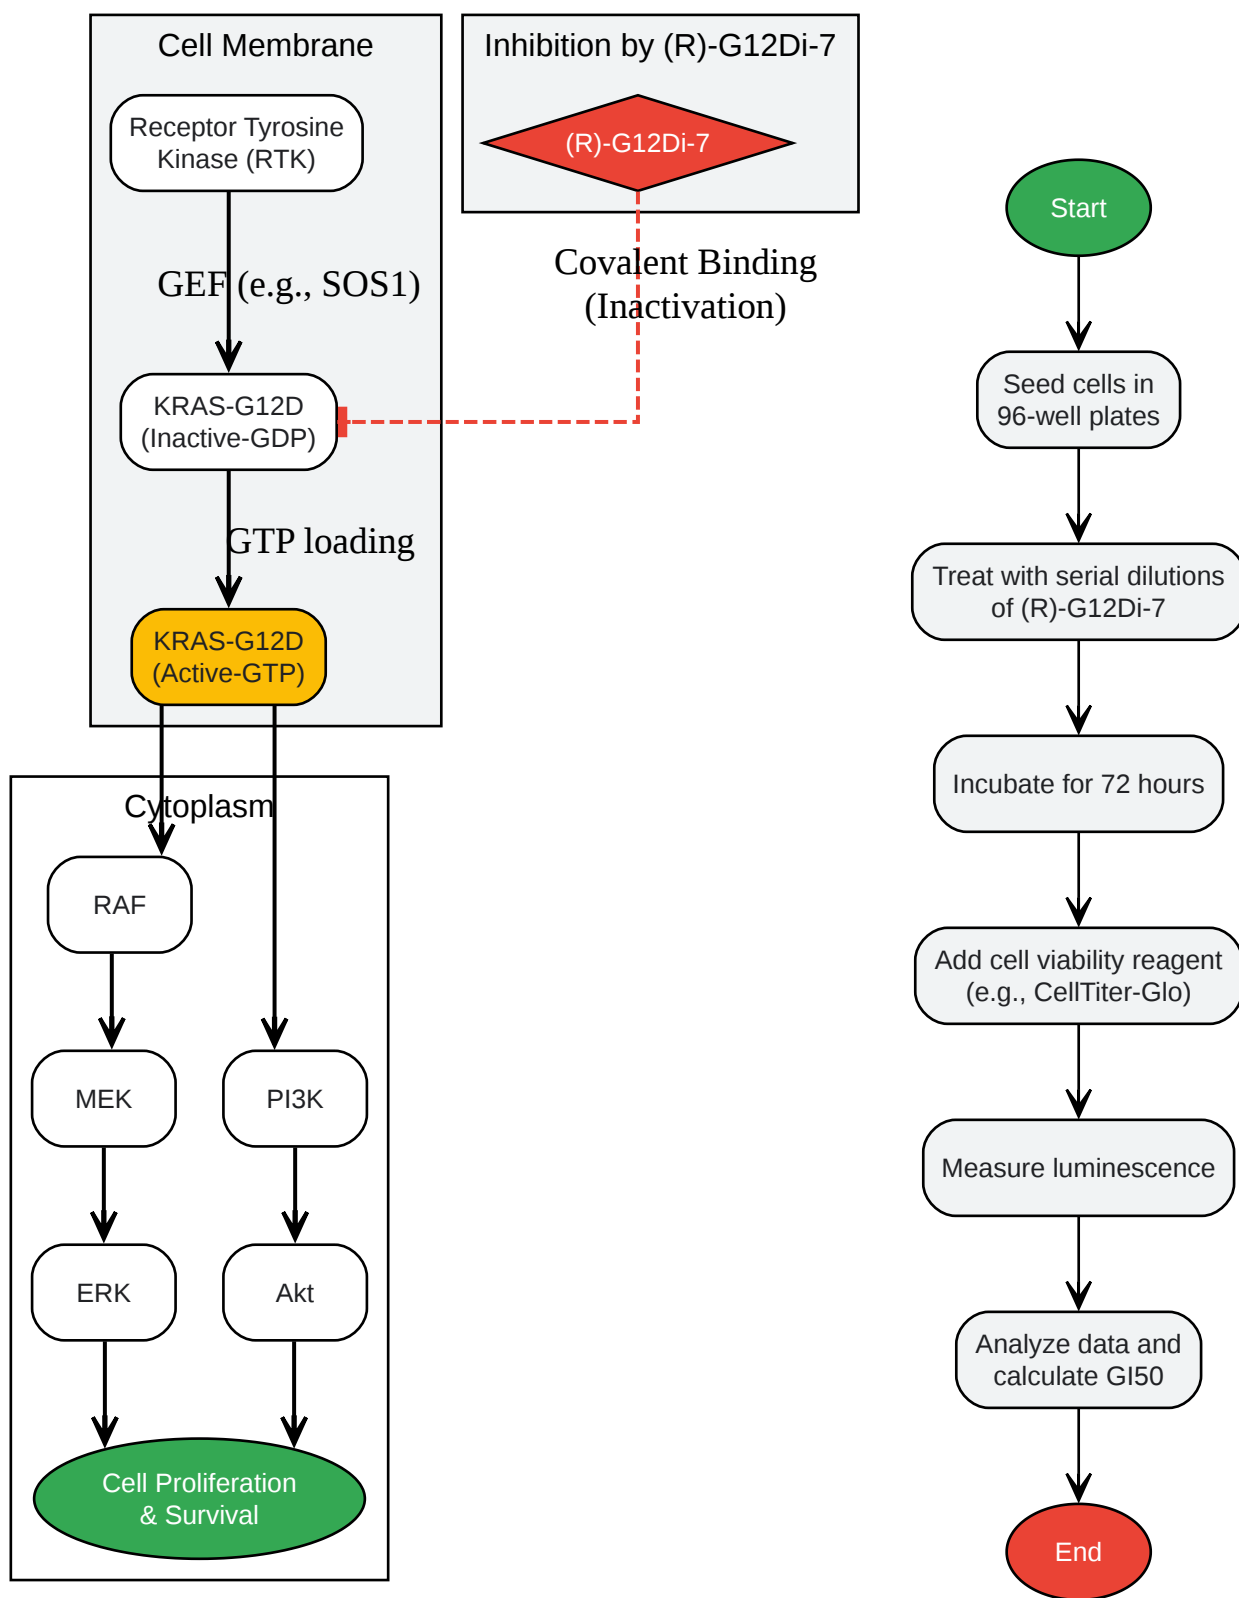 Cell Membrane
Receptor Tyrosine
Kinase (RTK)
GEF (e.g., SOS1)
KRAS-G12D
(Inactive-GDP)
GTP loading
KRAS-G12D
(Active-GTP)
Inhibition by (R)-G12Di-7
(R)-G12Di-7
Covalent Binding
(Inactivation)
Cytoplasm
RAF
MEK
PI3K
ERK
Akt
Cell Proliferation
& Survival
Start
Seed cells in
96-well plates
Treat with serial dilutions
of (R)-G12Di-7
Incubate for 72 hours
Add cell viability reagent
(e.g., CellTiter-Glo)
Measure luminescence
Analyze data and
calculate GI50
End